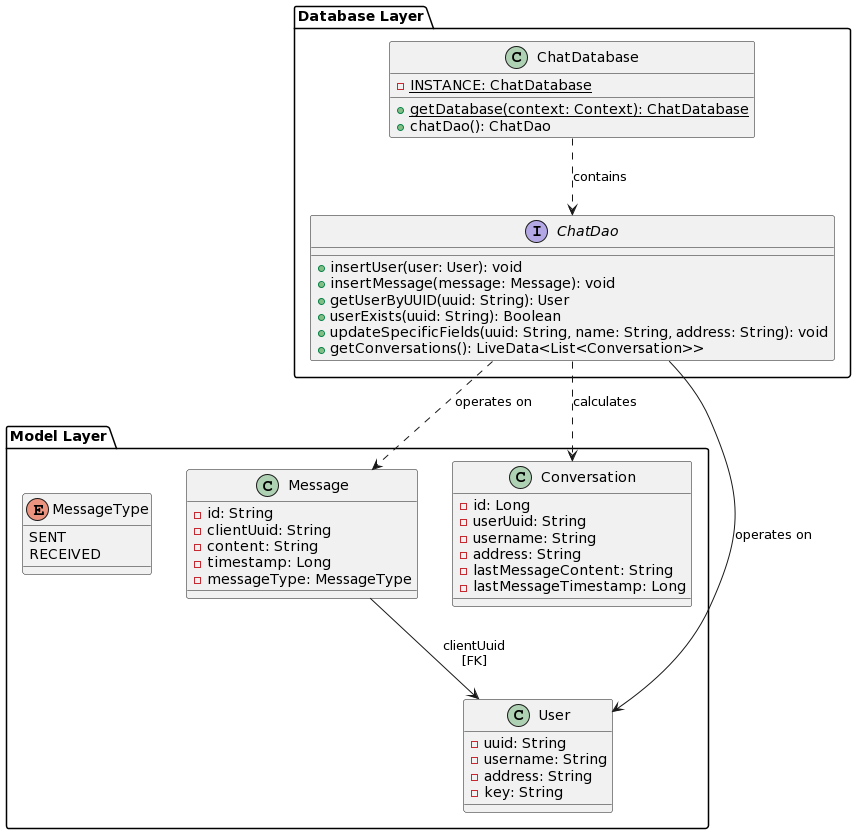 Database Layer
C ChatDatabase
INSTANCE: ChatDatabase
getDatabase(context: Context): ChatDatabase
chatDao(): ChatDao
contains
I ChatDao
insertUser(user: User): void
insertMessage(message: Message): void
getUserByUUID(uuid: String): User
userExists(uuid: String): Boolean
updateSpecificFields(uuid: String, name: String, address: String): void
getConversations(): LiveData<List<Conversation>>
operates on
calculates
operates on
Model Layer
E MessageType
SENT
RECEIVED
C Message
id: String
clientUuid: String
content: String
timestamp: Long
messageType: MessageType
C Conversation
id: Long
userUuid: String
username: String
address: String
lastMessageContent: String
lastMessageTimestamp: Long
clientUuid
[FK]
C User
uuid: String
username: String
address: String
key: String